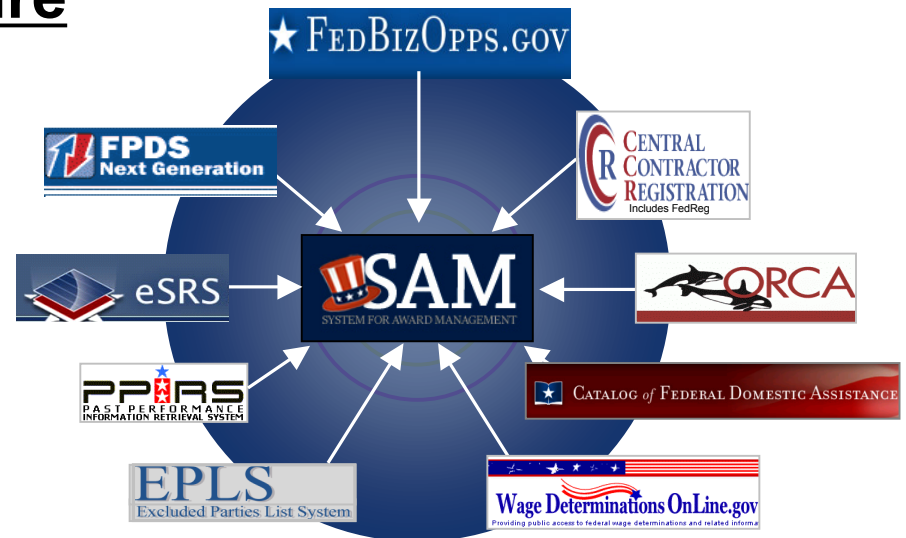 FEDBIZOPPS.GOV
FPDS
Next Generation
CENTRAL
CONTRACTOR
REGISTRATION
Includes FedReg
eSRS
SAM
SYSTEM FOR AWARD MANAGEMENT
ORCA
PPIRS
PAST PERFORMANCE
INFORMATION RETRIEVAL SYSTEM
CATALOG of FEDERAL DOMESTIC ASSISTANCE
EPLS
Excluded Parties List System
Wage Determinations OnLine.gov
Providing public access to federal wage determinations and related informa